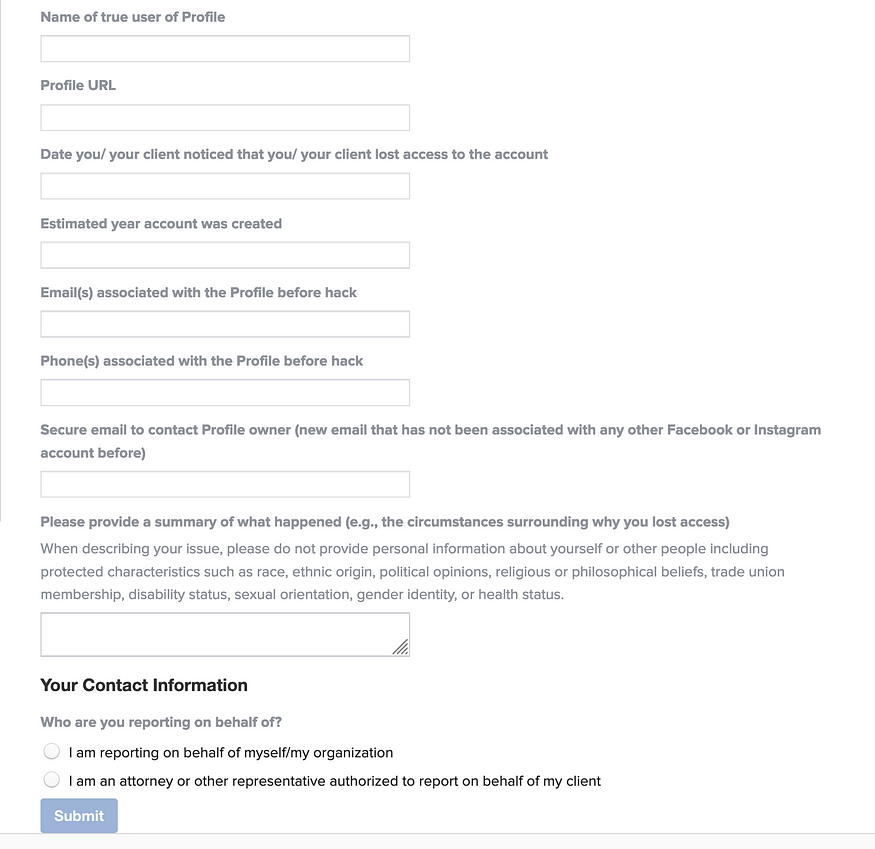 Name of true user of Profile
Profile URL
Date you/ your client noticed that you/ your client lost access to the account
Estimated year account was created
Email(s) associated with the Profile before hack
Phone(s) associated with the Profile before hack
Secure email to contact Profile owner (new email that has not been associated with any other Facebook or Instagram
account before)
Please provide a summary of what happened (e.g., the circumstances surrounding why you lost access)
When describing your issue, please do not provide personal information about yourself or other people including
protected characteristics such as race, ethnic origin, political opinions, religious or philosophical beliefs, trade union
membership, disability status, sexual orientation, gender identity, or health status.
Your Contact Information
Who are you reporting on behalf of?
I am reporting on behalf of myself/my organization
I am an attorney or other representative authorized to report on behalf of my client
Submit